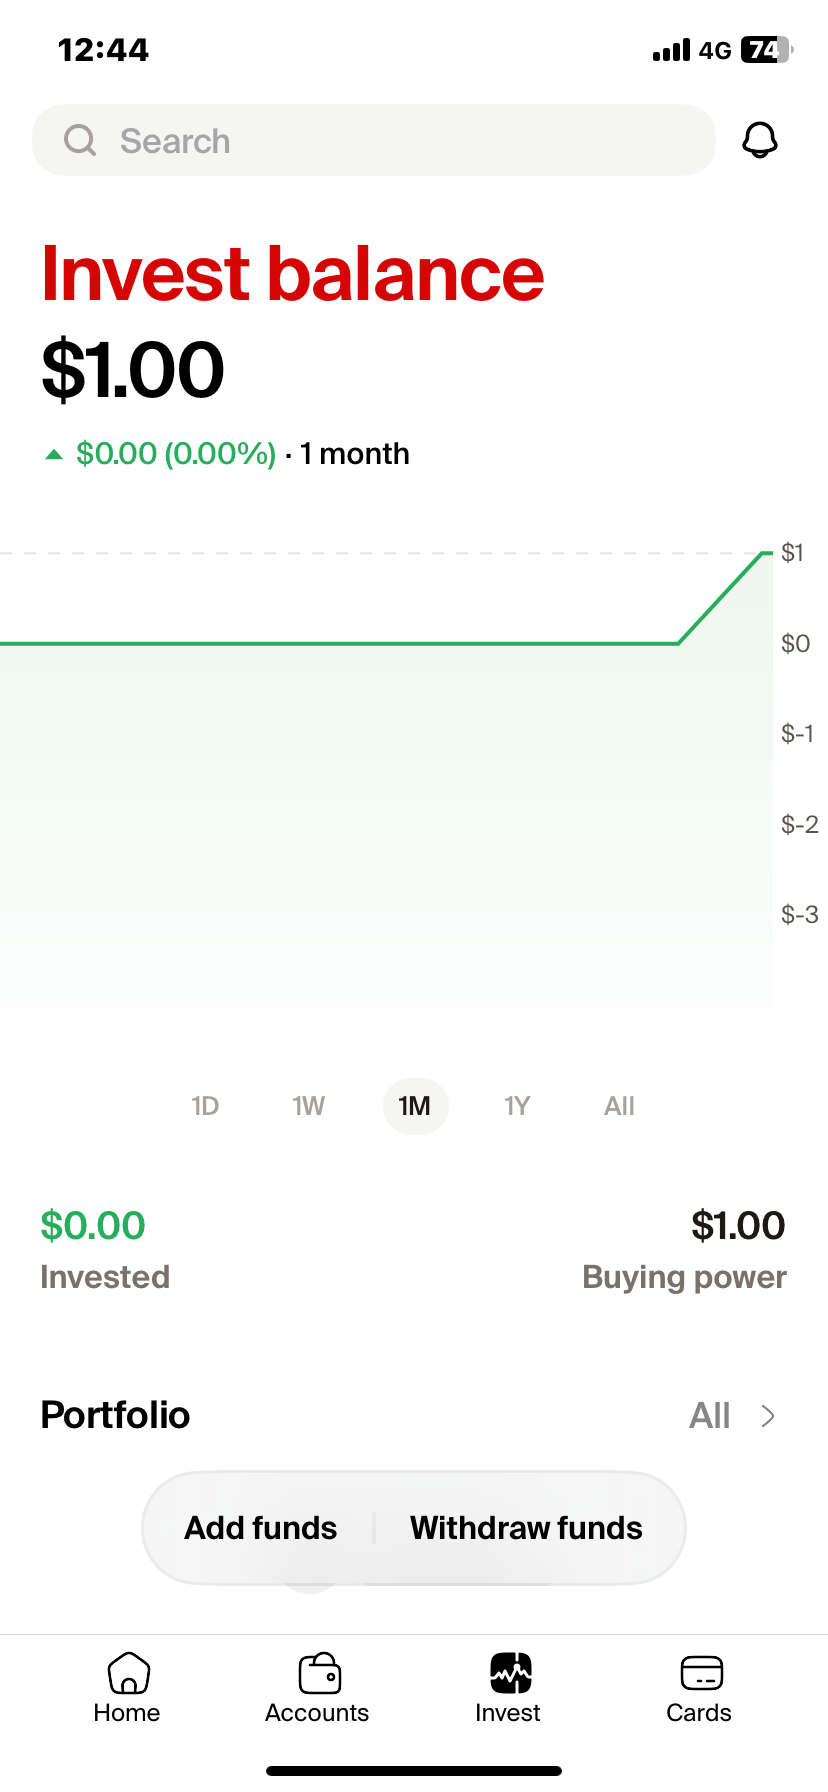 12:44
4G 74
Search
Invest balance
$1.00
$0.00 (0.00%) · 1 month
$1
$0
$-1
$-2
$-3
1D 1W 1M 1Y All
$0.00 $1.00
Invested Buying power
Portfolio All
Add funds Withdraw funds
Home Accounts Invest Cards